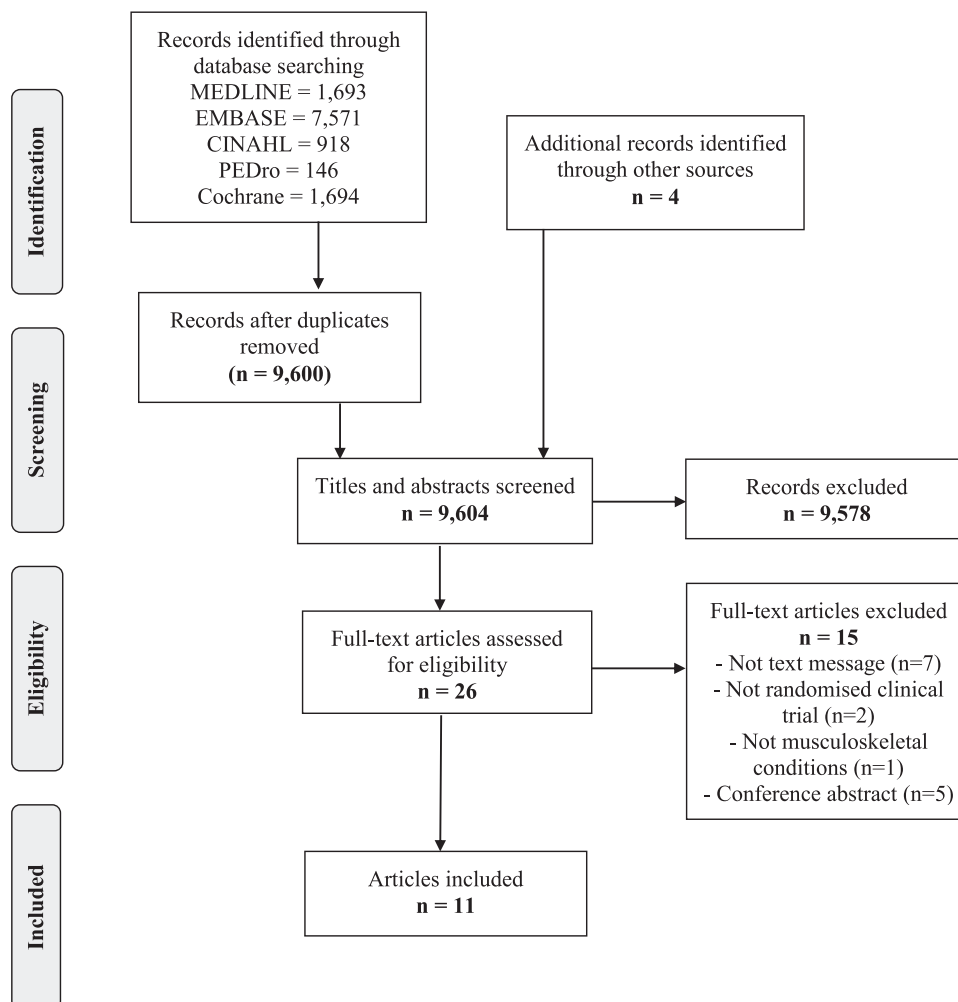 Identification
Records identified through
database searching
MEDLINE = 1,693
EMBASE = 7,571
CINAHL = 918
PEDro = 146
Cochrane = 1,694
Additional records identified
through other sources
n = 4
Screening
Records after duplicates
removed
(n = 9,600)
Titles and abstracts screened
n = 9,604
Records excluded
n = 9,578
Eligibility
Full-text articles assessed
for eligibility
n = 26
Full-text articles excluded
n = 15
- Not text message (n=7)
- Not randomised clinical
trial (n=2)
- Not musculoskeletal
conditions (n=1)
- Conference abstract (n=5)
Included
Articles included
n = 11